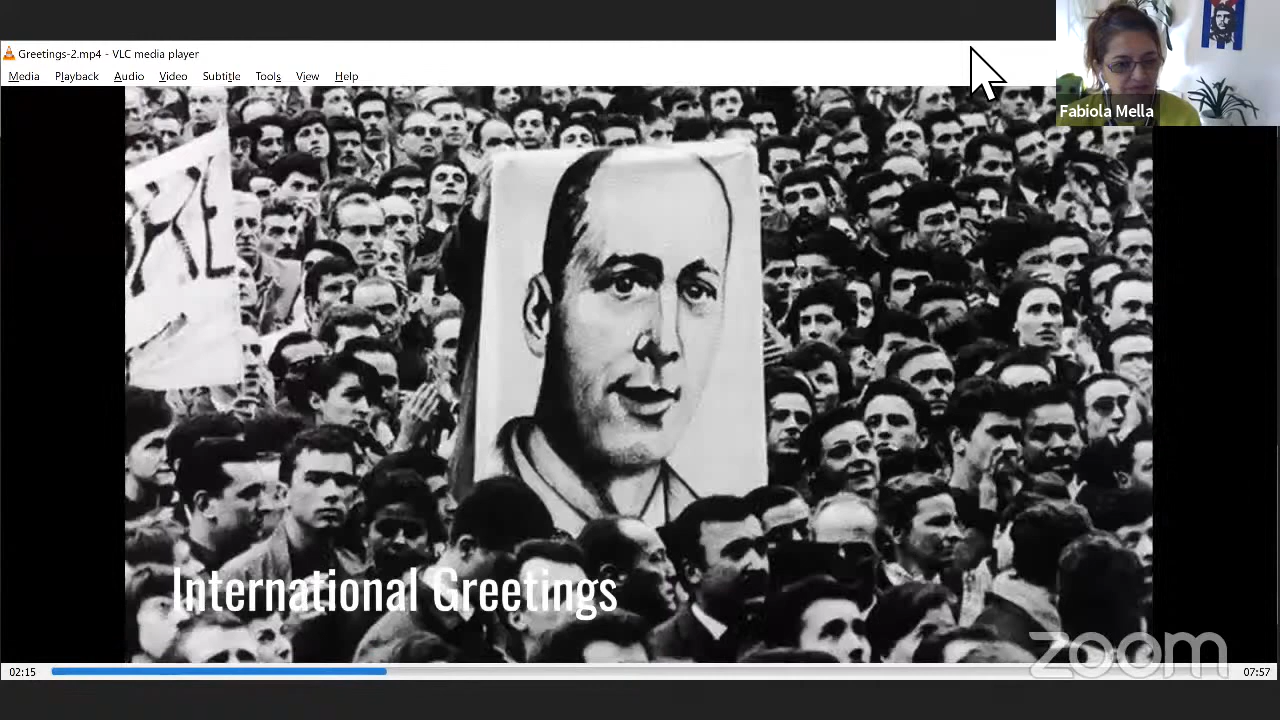 Greetings-2.mp4 - VLC media player
Media Playback Audio Video Subtitle Tools View Help
Fabiola Mella
International Greetings
zoom
02:15
07:57